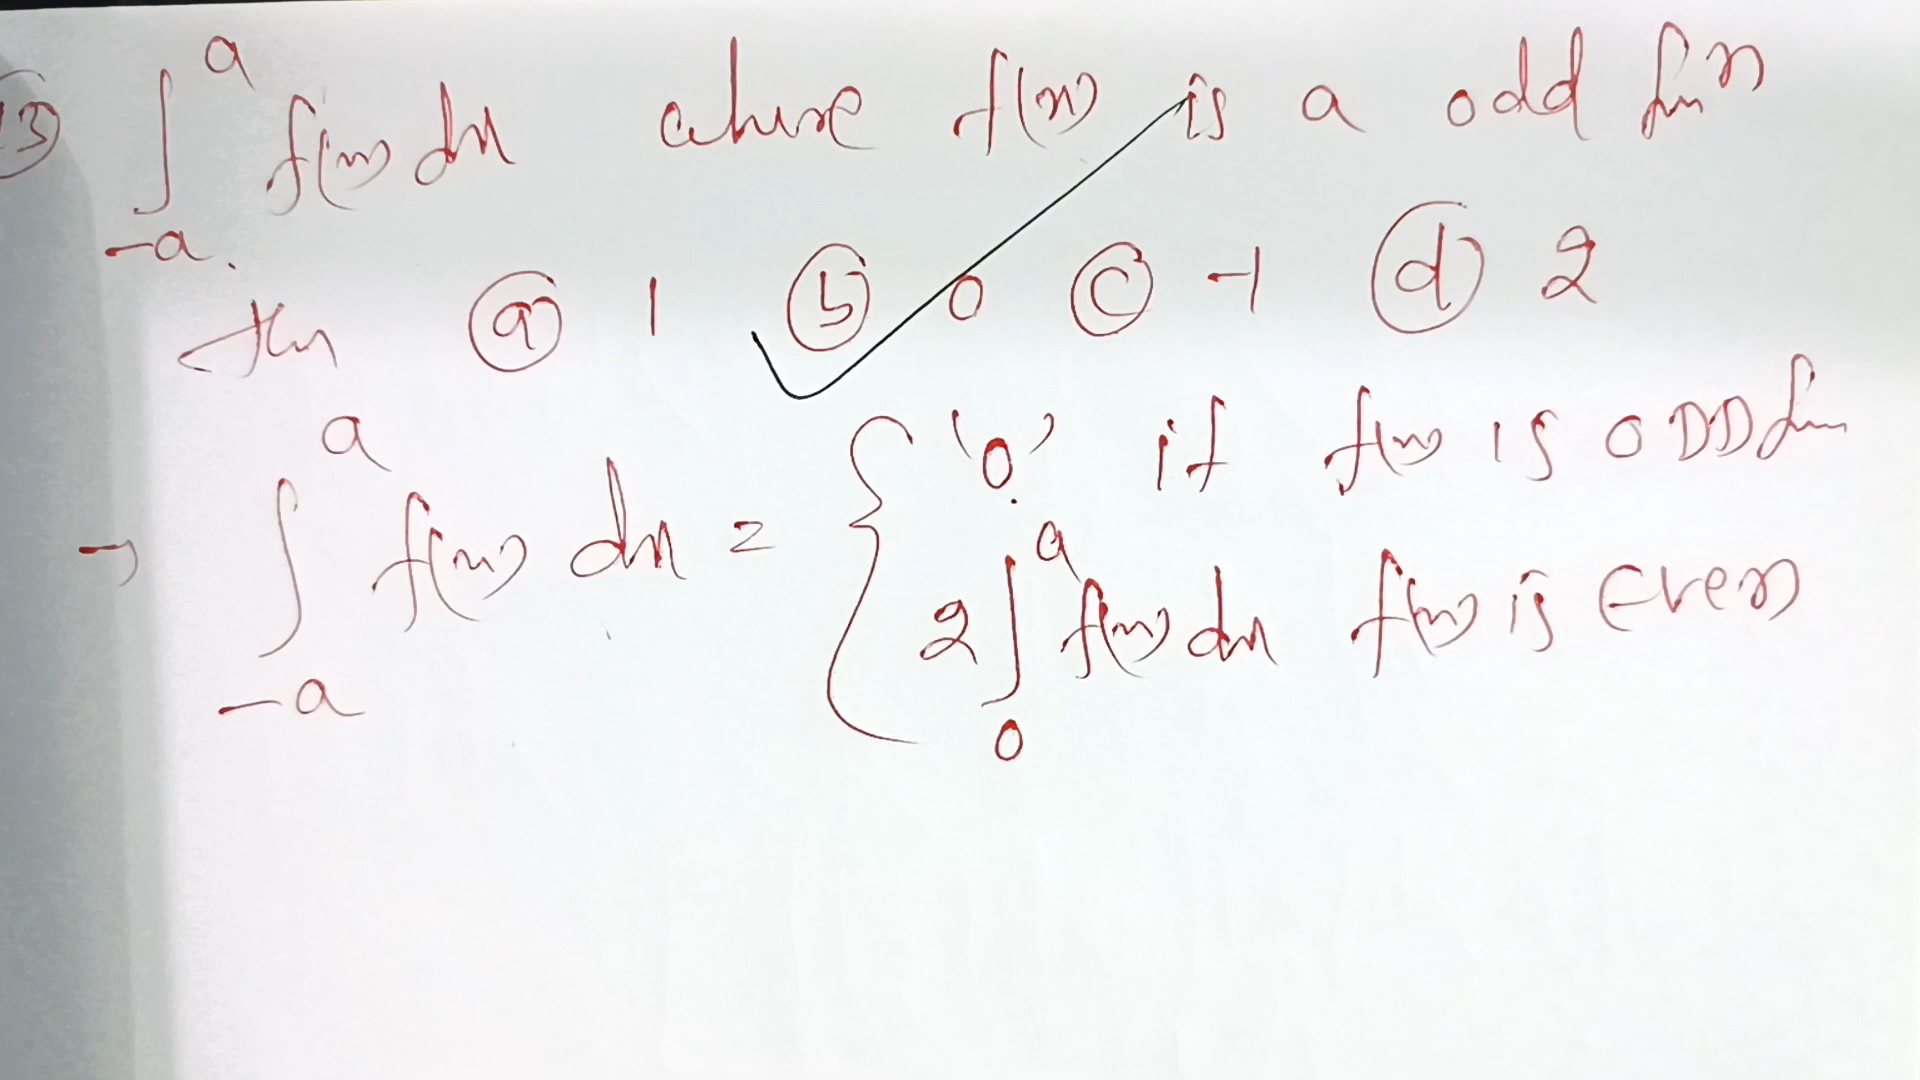 13) ∫_{-a}^{a} f(x) dx where f(x) is a odd fun
then (a) 1 (b) 0 (c) -1 (d) 2
→ ∫_{-a}^{a} f(x) dx = { '0' if f(x) is ODD fun
2 ∫_{0}^{a} f(x) dx f(x) is Even